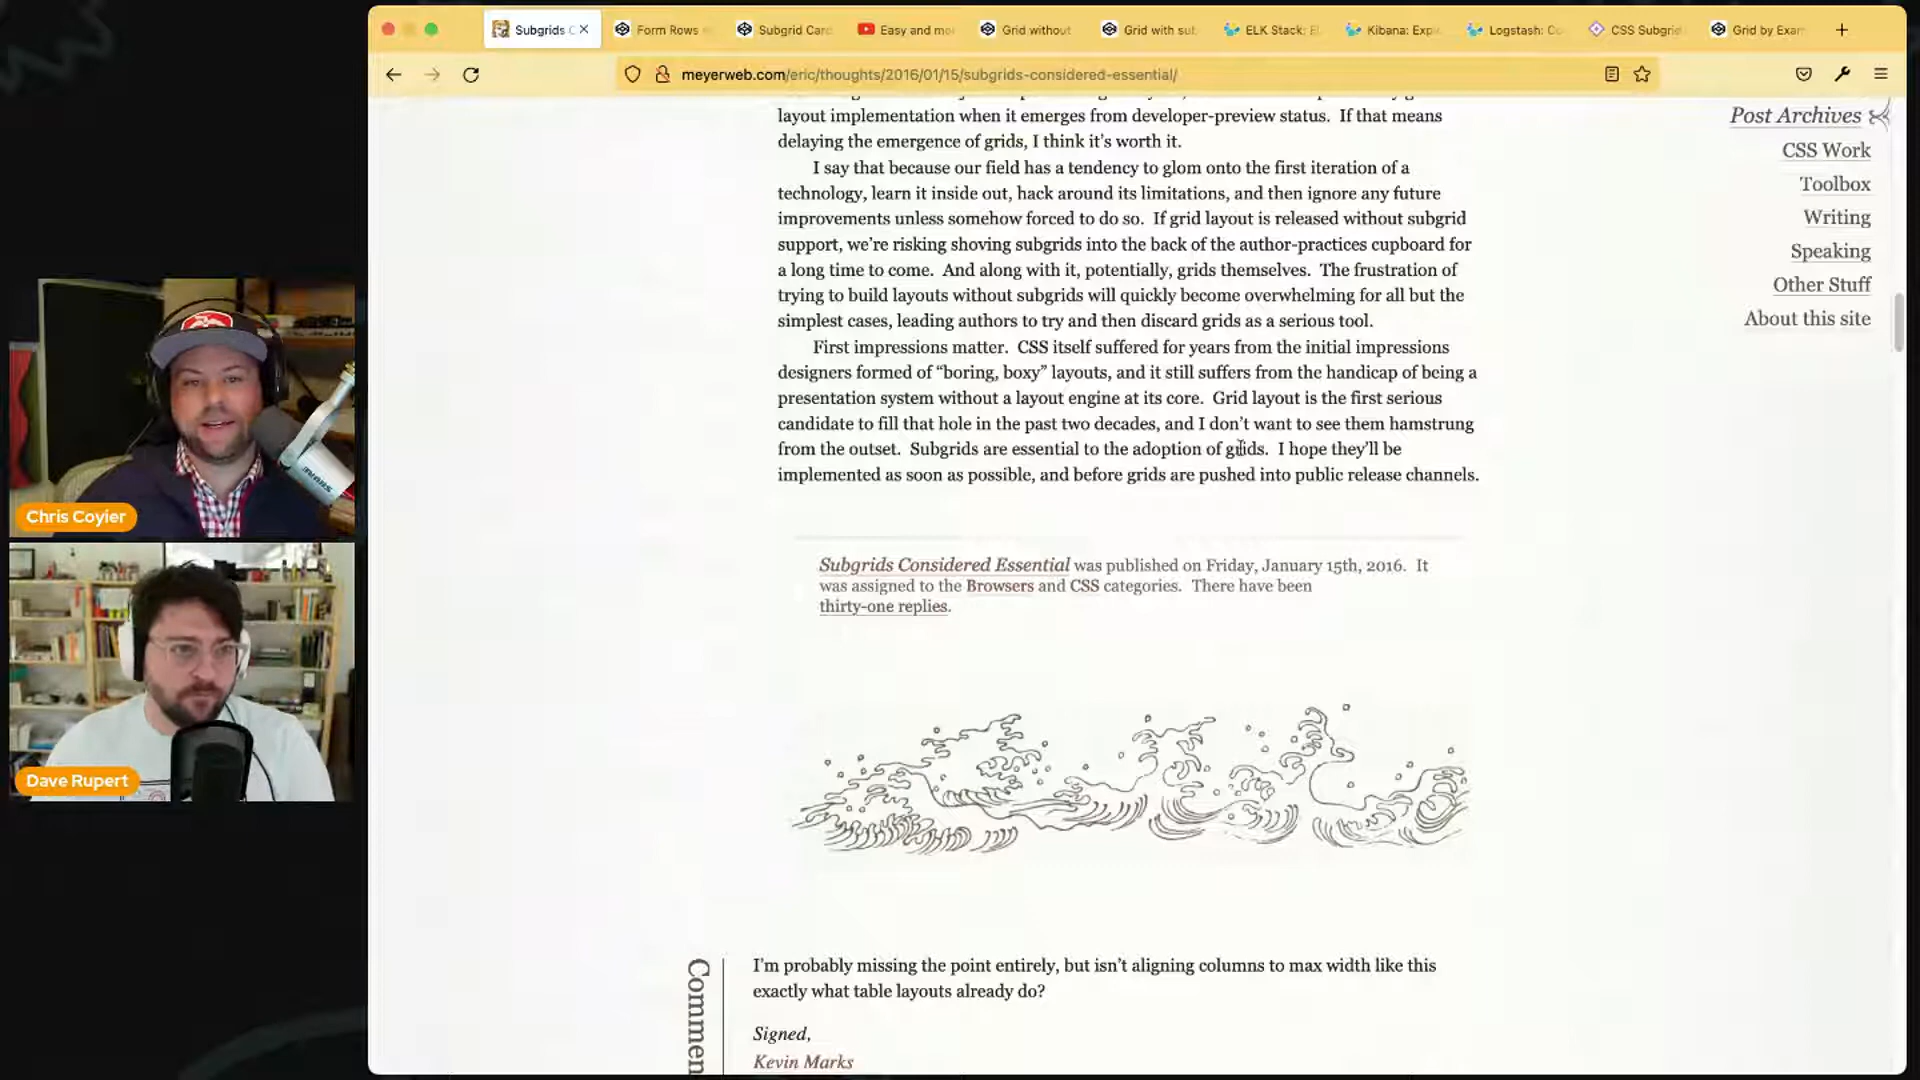 Subgrids C
Form Rows
Subgrid Card
Easy and mo
Grid without
Grid with sub
ELK Stack: E
Kibana: Expl
Logstash: Co
CSS Subgrid
Grid by Exam
meyerweb.com/eric/thoughts/2016/01/15/subgrids-considered-essential/
layout implementation when it emerges from developer-preview status. If that means
delaying the emergence of grids, I think it’s worth it.
I say that because our field has a tendency to glom onto the first iteration of a
technology, learn it inside out, hack around its limitations, and then ignore any future
improvements unless somehow forced to do so. If grid layout is released without subgrid
support, we’re risking shoving subgrids into the back of the author-practices cupboard for
a long time to come. And along with it, potentially, grids themselves. The frustration of
trying to build layouts without subgrids will quickly become overwhelming for all but the
simplest cases, leading authors to try and then discard grids as a serious tool.
First impressions matter. CSS itself suffered for years from the initial impressions
designers formed of “boring, boxy” layouts, and it still suffers from the handicap of being a
presentation system without a layout engine at its core. Grid layout is the first serious
candidate to fill that hole in the past two decades, and I don’t want to see them hamstrung
from the outset. Subgrids are essential to the adoption of grids. I hope they’ll be
implemented as soon as possible, and before grids are pushed into public release channels.
Subgrids Considered Essential was published on Friday, January 15th, 2016. It
was assigned to the Browsers and CSS categories. There have been
thirty-one replies.
Commen
I’m probably missing the point entirely, but isn’t aligning columns to max width like this
exactly what table layouts already do?
Signed,
Kevin Marks
Post Archives
CSS Work
Toolbox
Writing
Speaking
Other Stuff
About this site
Chris Coyier
Dave Rupert